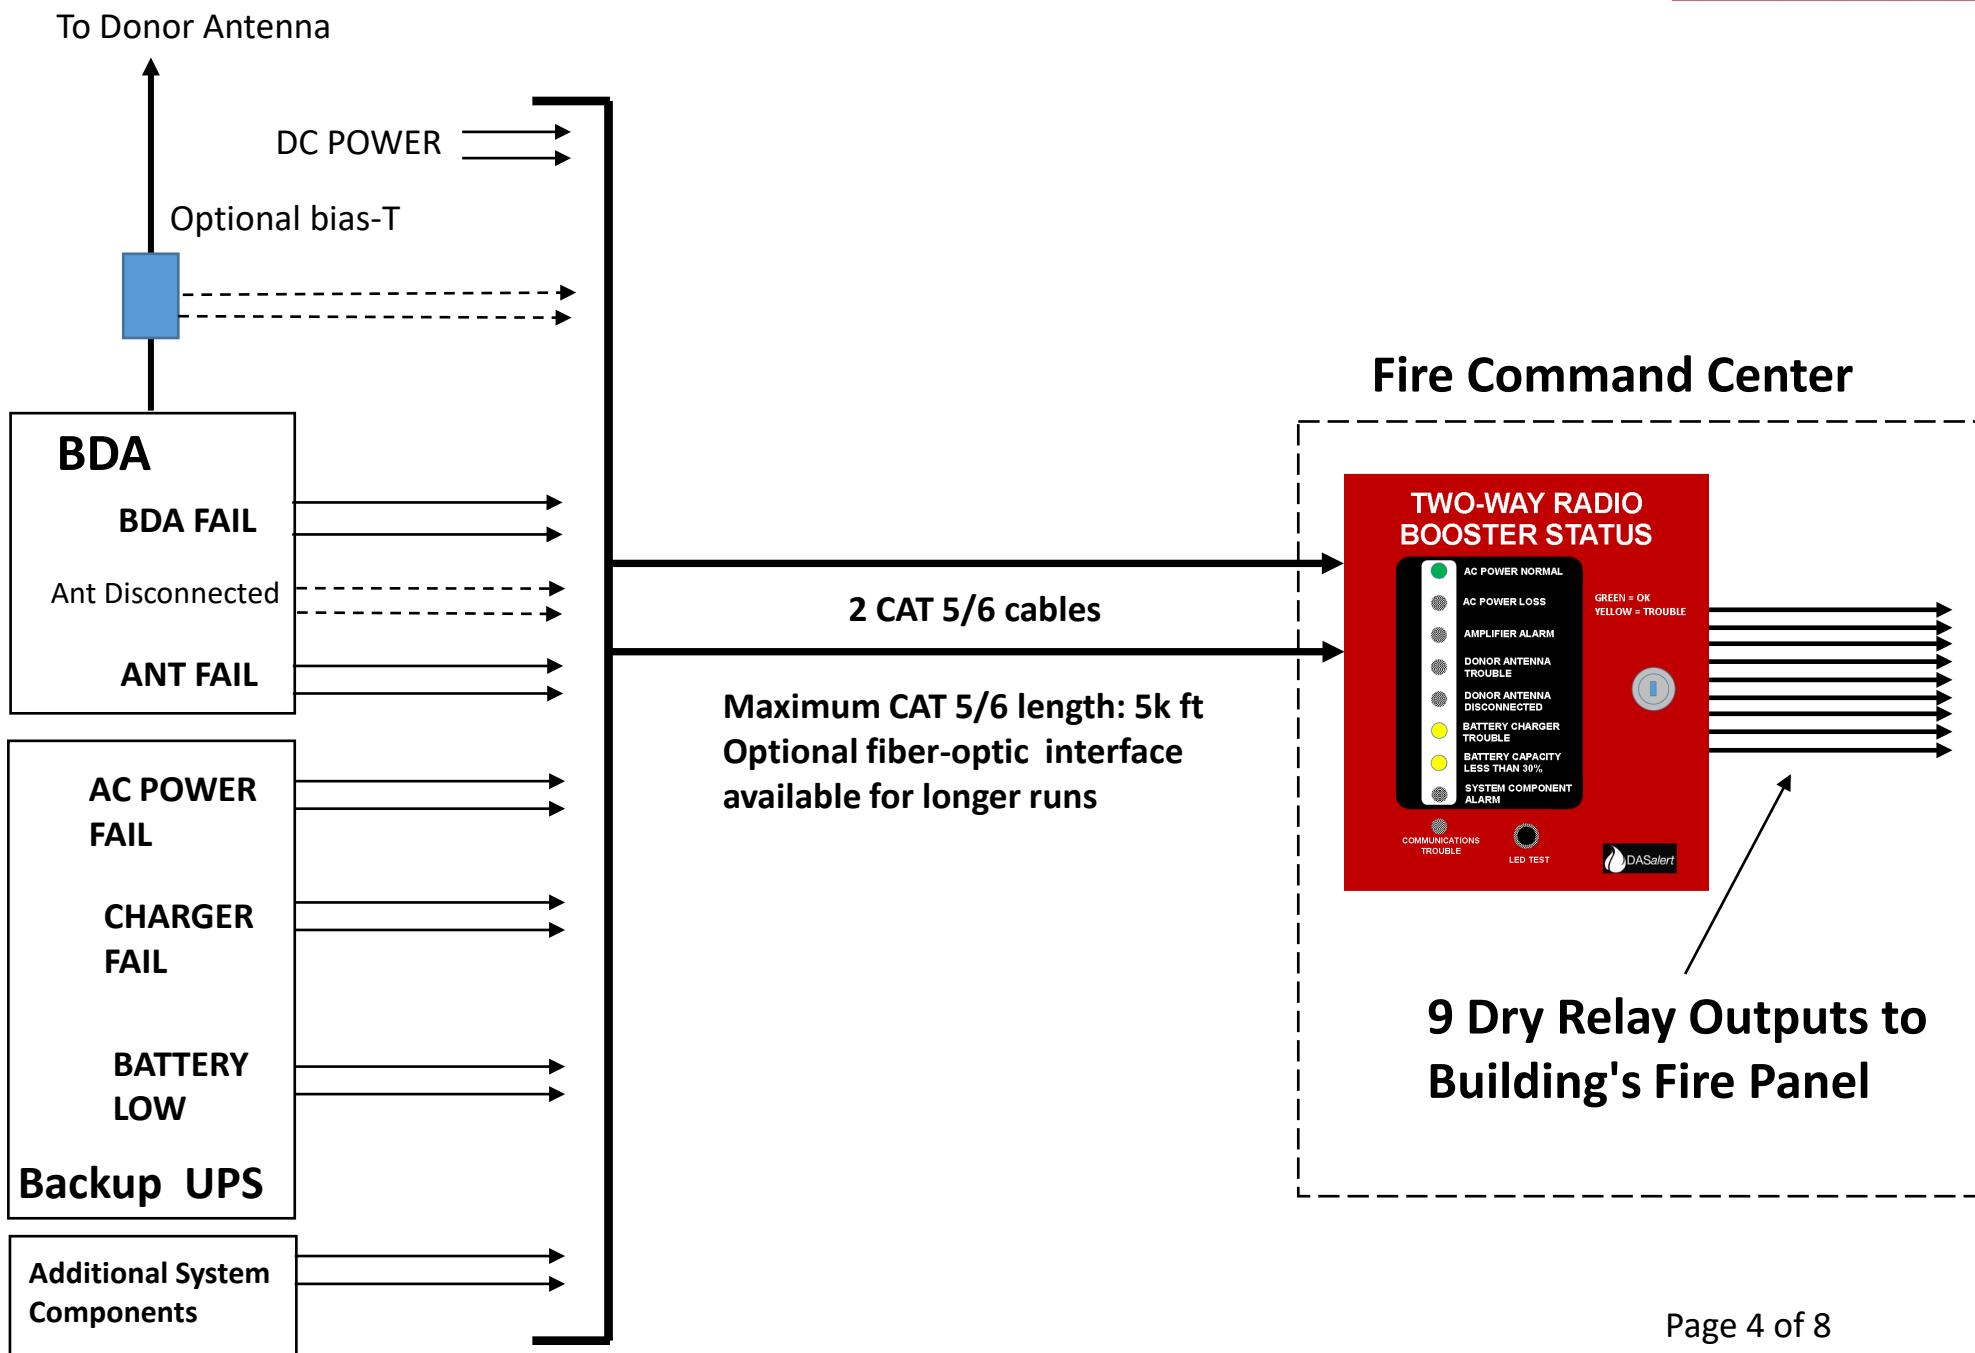 To Donor Antenna
DC POWER
Optional bias-T
BDA
BDA FAIL
Ant Disconnected
ANT FAIL
AC POWER
FAIL
CHARGER
FAIL
BATTERY
LOW
Backup UPS
Additional System
Components
2 CAT 5/6 cables
Maximum CAT 5/6 length: 5k ft
Optional fiber-optic interface
available for longer runs
Fire Command Center
TWO-WAY RADIO
BOOSTER STATUS
AC POWER NORMAL
AC POWER LOSS
AMPLIFIER ALARM
DONOR ANTENNA
TROUBLE
DONOR ANTENNA
DISCONNECTED
BATTERY CHARGER
TROUBLE
BATTERY CAPACITY
LESS THAN 30%
SYSTEM COMPONENT
ALARM
GREEN = OK
YELLOW = TROUBLE
COMMUNICATIONS
TROUBLE
LED TEST
DASalert
9 Dry Relay Outputs to
Building's Fire Panel
Page 4 of 8